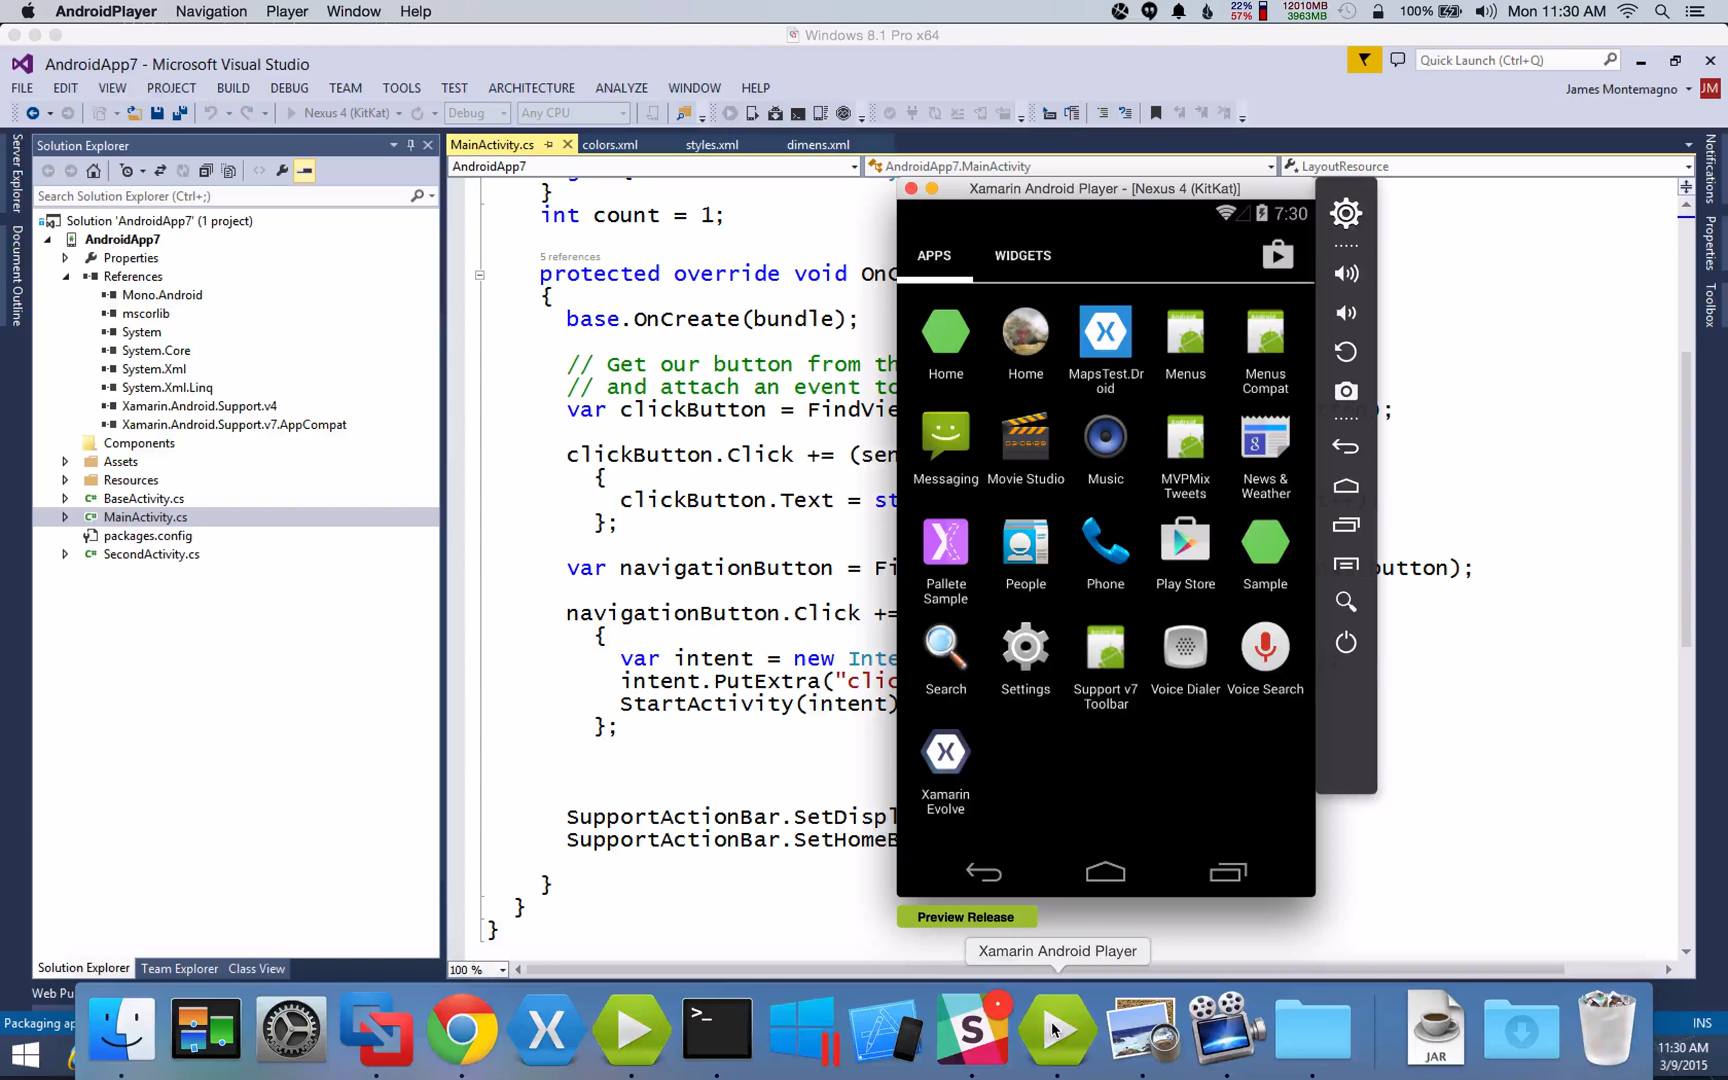 AndroidPlayer Navigation Player Window Help
22%
57%
12010MB
3963MB
100%
Mon 11:30 AM
Windows 8.1 Pro x64
AndroidApp7 - Microsoft Visual Studio
Quick Launch (Ctrl+Q)
FILE EDIT VIEW PROJECT BUILD DEBUG TEAM TOOLS TEST ARCHITECTURE ANALYZE WINDOW HELP
James Montemagno
JM
Nexus 4 (KitKat)
Debug
Any CPU
Server Explorer
Document Outline
Solution Explorer
Search Solution Explorer (Ctrl+;)
Solution 'AndroidApp7' (1 project)
AndroidApp7
Properties
References
Mono.Android
mscorlib
System
System.Core
System.Xml
System.Xml.Linq
Xamarin.Android.Support.v4
Xamarin.Android.Support.v7.AppCompat
Components
Assets
Resources
BaseActivity.cs
MainActivity.cs
packages.config
SecondActivity.cs
Solution Explorer Team Explorer Class View
MainActivity.cs colors.xml styles.xml dimens.xml
AndroidApp7
AndroidApp7.MainActivity
LayoutResource
}
int count = 1;
5 references
protected override void OnC
{
base.OnCreate(bundle);
// Get our button from th
// and attach an event to
var clickButton = FindVie
);
clickButton.Click += (sen
{
clickButton.Text = st
};
var navigationButton = Fi
button);
navigationButton.Click +=
{
var intent = new Inte
intent.PutExtra("clic
StartActivity(intent)
};
SupportActionBar.SetDispl
SupportActionBar.SetHomeB
}
}
}
100 %
Xamarin Android Player - [Nexus 4 (KitKat)]
7:30
APPS WIDGETS
Home
Home
MapsTest.Dr
oid
Menus
Menus
Compat
Messaging
Movie Studio
Music
MVPMix
Tweets
News &
Weather
Pallete
Sample
People
Phone
Play Store
Sample
Search
Settings
Support v7
Toolbar
Voice Dialer
Voice Search
Xamarin
Evolve
Preview Release
Xamarin Android Player
Notifications
Properties
Toolbox
Web Pu
Packaging ap
JAR
INS
11:30 AM
3/9/2015